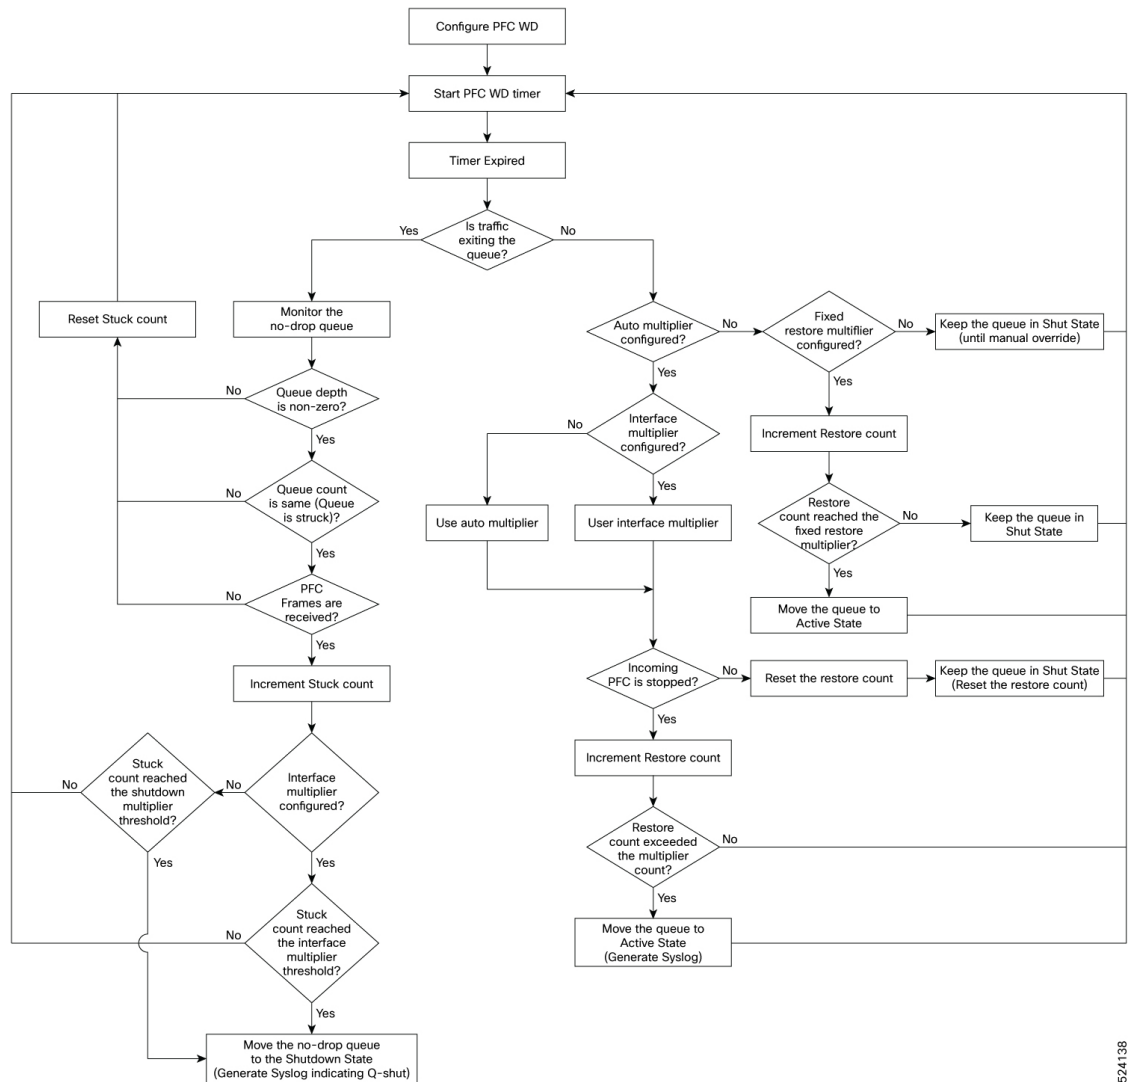 Configure PFC WD
Start PFC WD timer
Timer Expired
Is traffic
exiting the
queue?
Yes
No
Reset Stuck count
Monitor the
no-drop queue
Auto multiplier
configured?
No
Fixed
restore multiflier
configured?
No
Keep the queue in Shut State
(until manual override)
Yes
Yes
No
Queue depth
is non-zero?
Yes
Interface
multiplier
configured?
No
Yes
Increment Restore count
No
Queue count
is same (Queue
is struck)?
Yes
Use auto multiplier
User interface multiplier
Restore
count reached the
fixed restore
multiplier?
No
Keep the queue in
Shut State
Yes
No
PFC
Frames are
received?
Yes
Move the queue to
Active State
Increment Stuck count
Incoming
PFC is stopped?
No
Reset the restore count
Keep the queue in Shut State
(Reset the restore count)
Yes
No
Stuck
count reached
the shutdown
multiplier
threshold?
No
Interface
multiplier
configured?
Increment Restore count
Yes
Yes
Restore
count exceeded
the multiplier
count?
No
Yes
No
Stuck
count reached
the interface
multiplier
threshold?
Yes
Move the queue to
Active State
(Generate Syslog)
Move the no-drop queue
to the Shutdown State
(Generate Syslog indicating Q-shut)
524138